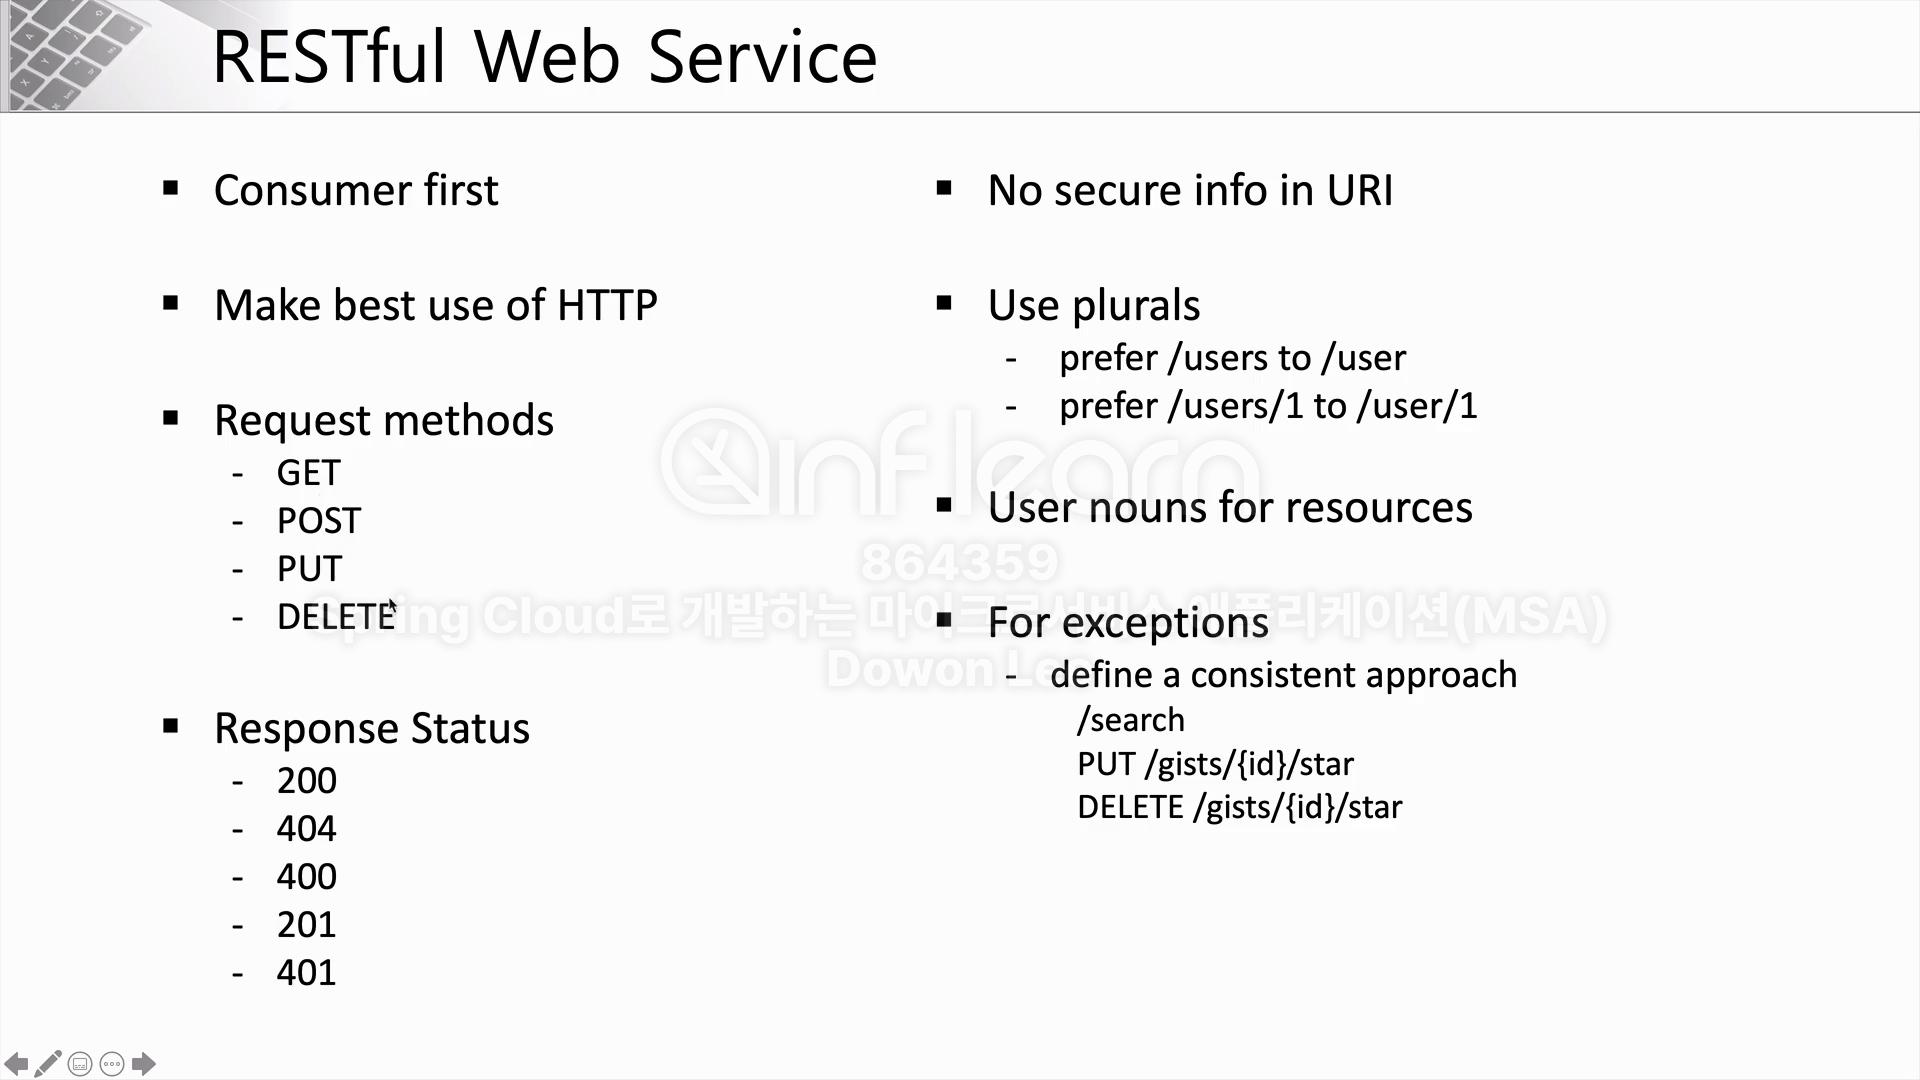 RESTful Web Service
▪ Consumer first
▪ Make best use of HTTP
▪ Request methods
- GET
- POST
- PUT
- DELETE
▪ Response Status
- 200
- 404
- 400
- 201
- 401
▪ No secure info in URI
▪ Use plurals
- prefer /users to /user
- prefer /users/1 to /user/1
▪ User nouns for resources
▪ For exceptions
- define a consistent approach
/search
PUT /gists/{id}/star
DELETE /gists/{id}/star
inflearn
864359
Spring Cloud로 개발하는 마이크로서비스 애플리케이션(MSA)
Dowon Lee